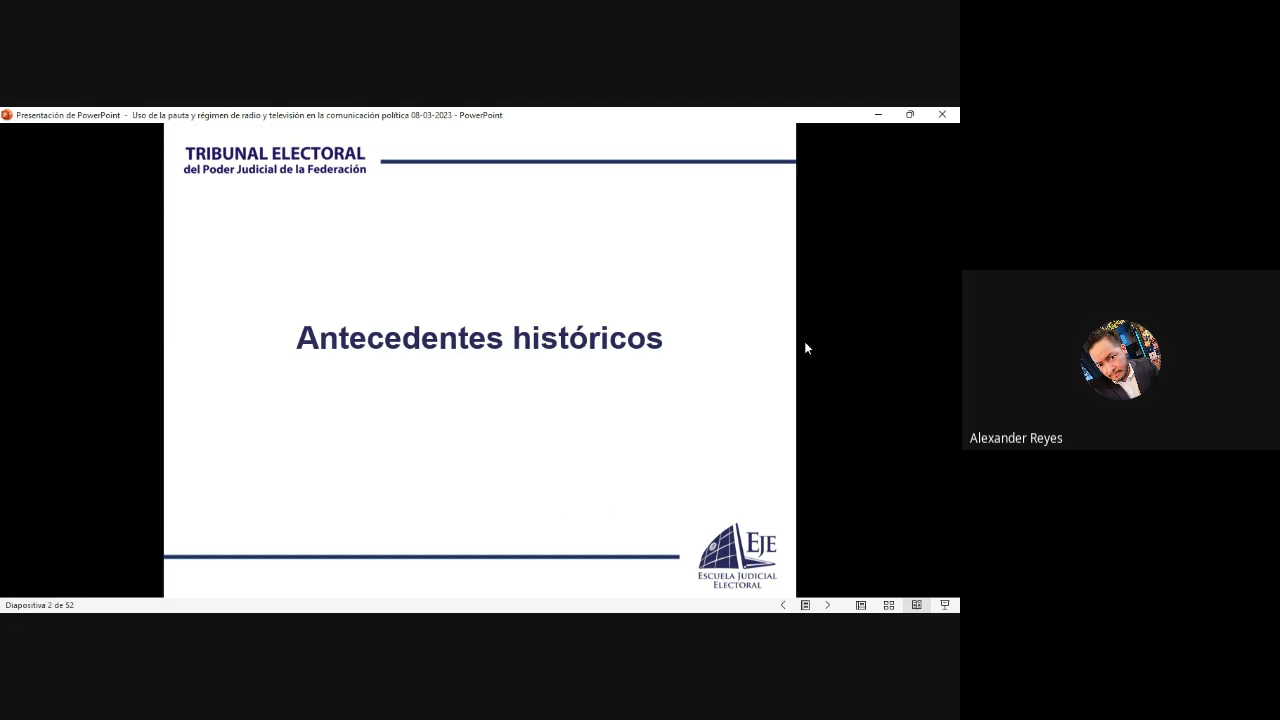 Presentación de PowerPoint - Uso de la pauta y régimen de radio y televisión en la comunicación política 08-03-2023 - PowerPoint
TRIBUNAL ELECTORAL
del Poder Judicial de la Federación
Antecedentes históricos
EJE
ESCUELA JUDICIAL
ELECTORAL
Diapositiva 2 de 52
Alexander Reyes